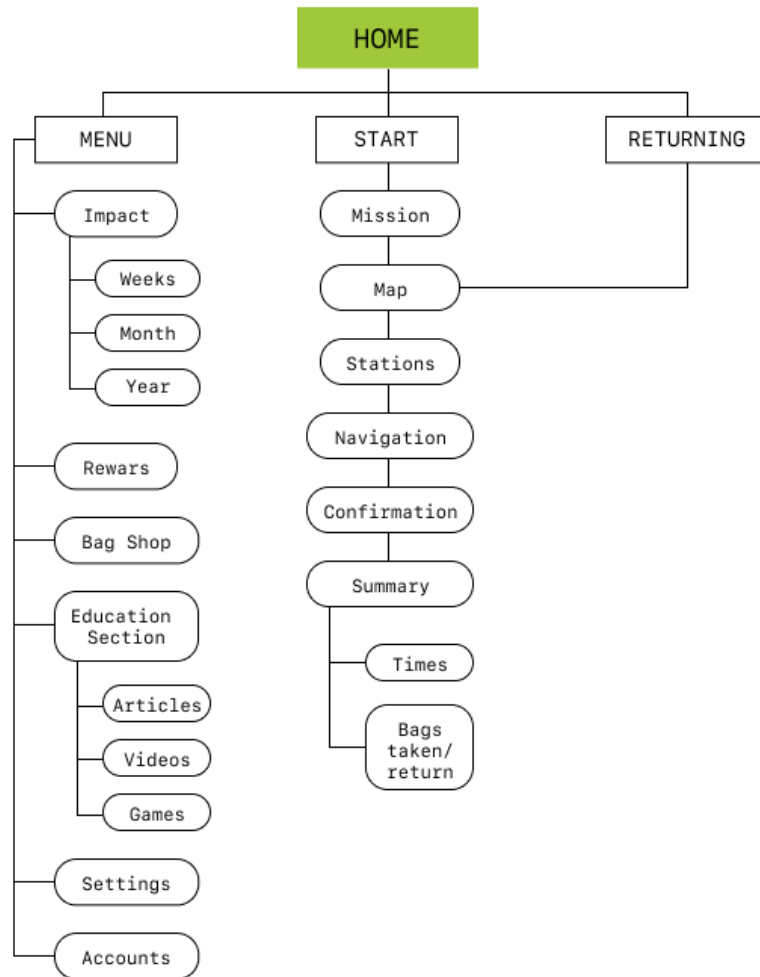 HOME
MENU
START
RETURNING
Impact
Weeks
Month
Year
Rewars
Bag Shop
Education
Section
Articles
Videos
Games
Settings
Accounts
Mission
Map
Stations
Navigation
Confirmation
Summary
Times
Bags
taken/
return